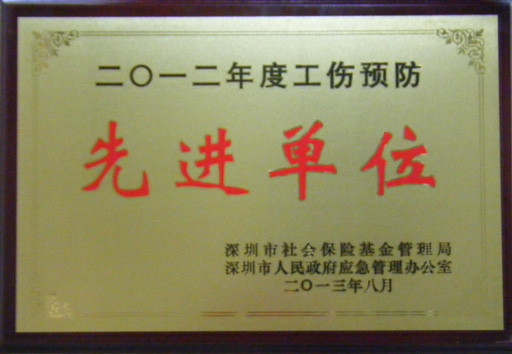 二〇一二年度工伤预防
先进单位
深圳市社会保险基金管理局
深圳市人民政府应急管理办公室
二〇一三年八月